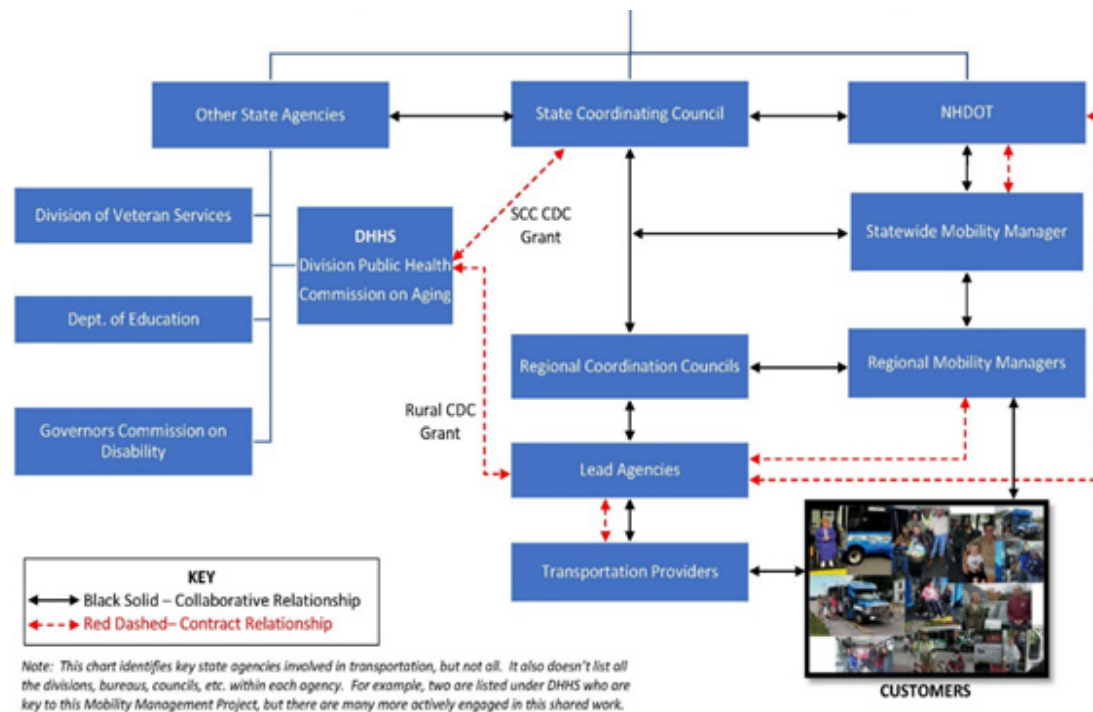 Other State Agencies
State Coordinating Council
NHDOT
Division of Veteran Services
DHHS
Division Public Health
Commission on Aging
SCC CDC
Grant
Statewide Mobility Manager
Dept. of Education
Regional Coordination Councils
Regional Mobility Managers
Rural CDC
Grant
Governors Commission on
Disability
Lead Agencies
Transportation Providers
KEY
Black Solid – Collaborative Relationship
Red Dashed– Contract Relationship
CUSTOMERS
Note: This chart identifies key state agencies involved in transportation, but not all. It also doesn't list all
the divisions, bureaus, councils, etc. within each agency. For example, two are listed under DHHS who are
key to this Mobility Management Project, but there are many more actively engaged in this shared work.